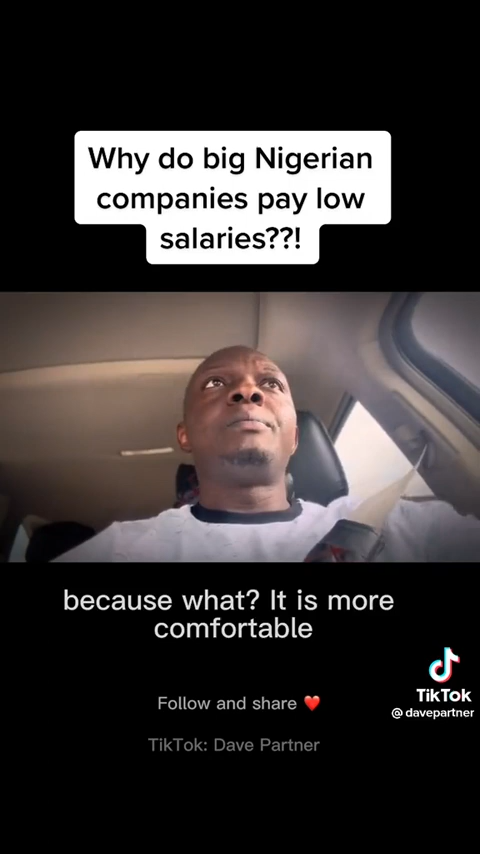 Why do big Nigerian
companies pay low
salaries??!
because what? It is more
comfortable
Follow and share ❤️
TikTok: Dave Partner
TikTok
@davepartner